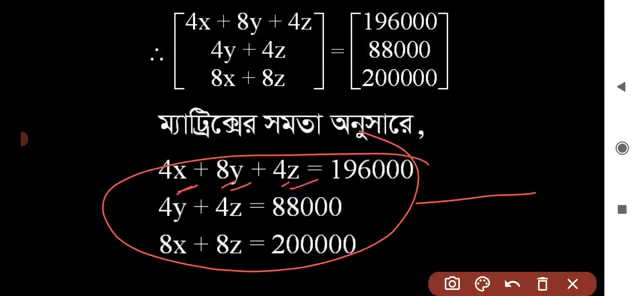 ∴ [4x + 8y + 4z] = [196000]
[4y + 4z] [88000]
[8x + 8z] [200000]
ম্যাট্রিক্সের সমতা অনুসারে,
4x + 8y + 4z = 196000
4y + 4z = 88000
8x + 8z = 200000